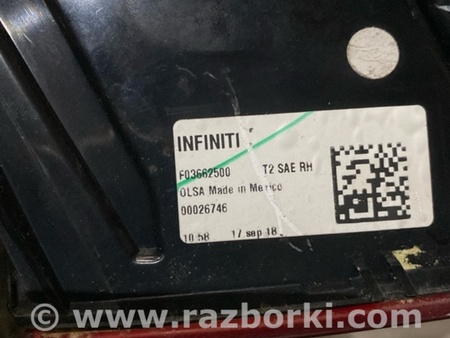 INFINITI
F03662500 T2 SAE RH
OLSA Made in Mexico
00026746
10:58 17 sep 18
© www.razborki.com